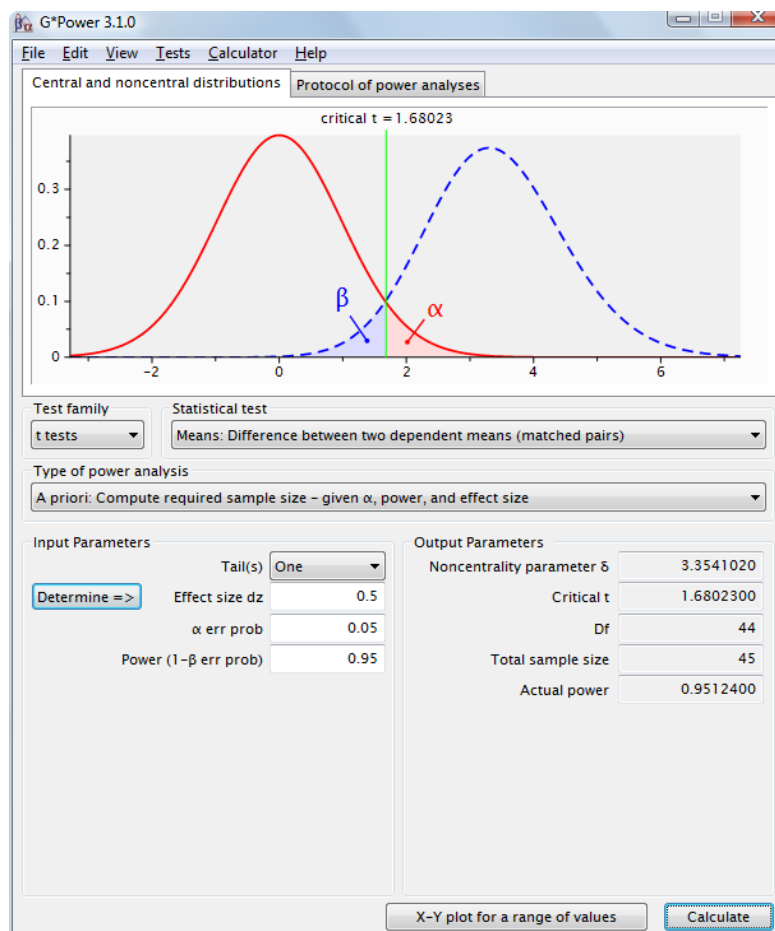 G*Power 3.1.0
File Edit View Tests Calculator Help
Central and noncentral distributions Protocol of power analyses
critical t = 1.68023
0.3
0.2
0.1
0
β α
-2 0 2 4 6
Test family Statistical test
t tests Means: Difference between two dependent means (matched pairs)
Type of power analysis
A priori: Compute required sample size – given α, power, and effect size
Input Parameters Output Parameters
Tail(s) One Noncentrality parameter δ 3.3541020
Determine => Effect size dz 0.5 Critical t 1.6802300
α err prob 0.05 Df 44
Power (1-β err prob) 0.95 Total sample size 45
Actual power 0.9512400
X-Y plot for a range of values Calculate